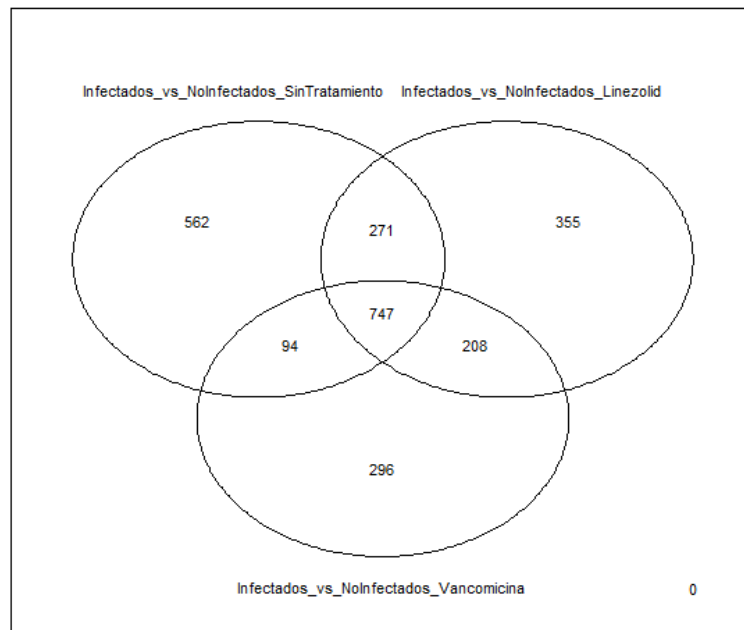 Infectados_vs_NoInfectados_SinTratamiento Infectados_vs_NoInfectados_Linezolid
562 271 355
747
94 208
296
Infectados_vs_NoInfectados_Vancomicina 0